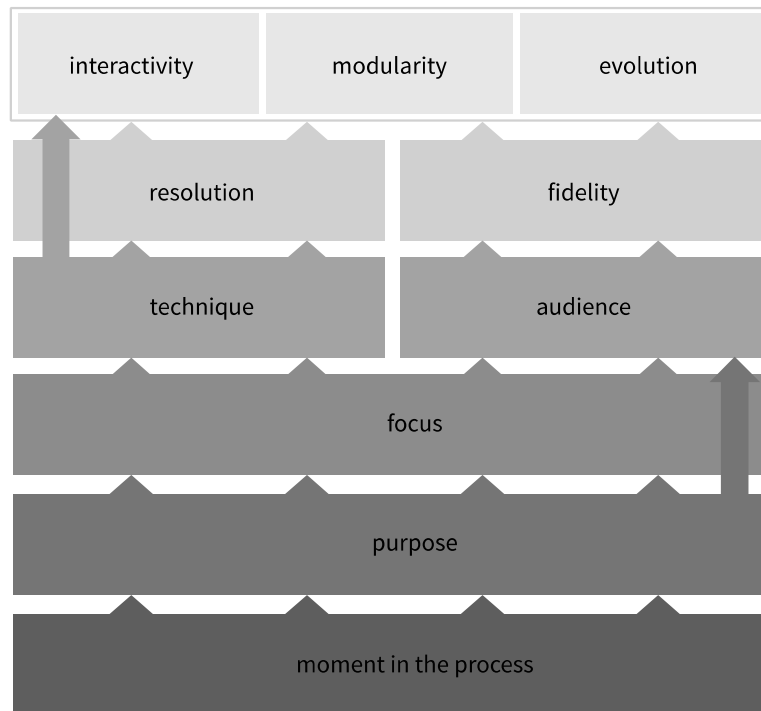 interactivity
modularity
evolution
resolution
fidelity
technique
audience
focus
purpose
moment in the process